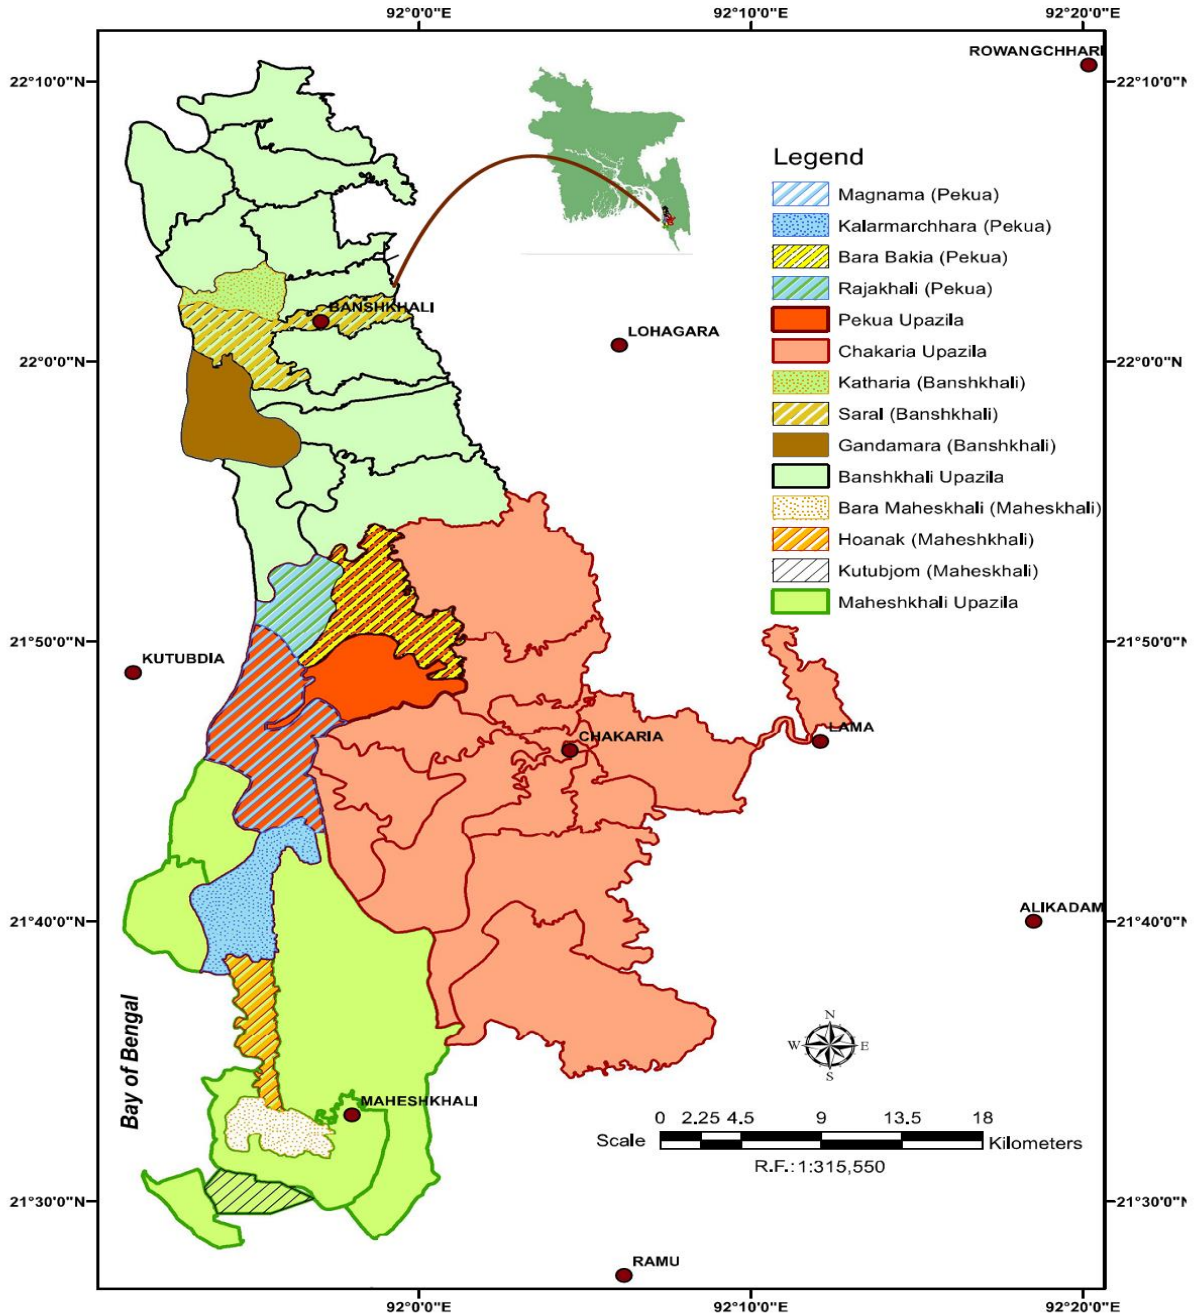 92°0'0"E 92°10'0"E 92°20'0"E
ROWANGCHHARI
22°10'0"N 22°10'0"N
Legend
Magnama (Pekua)
Kalarmarchhara (Pekua)
Bara Bakia (Pekua)
Rajakhali (Pekua)
Pekua Upazila
Chakaria Upazila
Katharia (Banshkhali)
Saral (Banshkhali)
Gandamara (Banshkhali)
Banshkhali Upazila
Bara Maheskhali (Maheskhali)
Hoanak (Maheshkhali)
Kutubjom (Maheskhali)
Maheshkhali Upazila
BANSHKHALI
LOHAGARA
22°0'0"N 22°0'0"N
21°50'0"N 21°50'0"N
KUTUBDIA
LAMA
CHAKARIA
ALIKADAM
21°40'0"N 21°40'0"N
Bay of Bengal
N
W E
S
MAHESHKHALI
0 2.25 4.5 9 13.5 18
Scale Kilometers
R.F.:1:315,550
21°30'0"N 21°30'0"N
RAMU
92°0'0"E 92°10'0"E 92°20'0"E